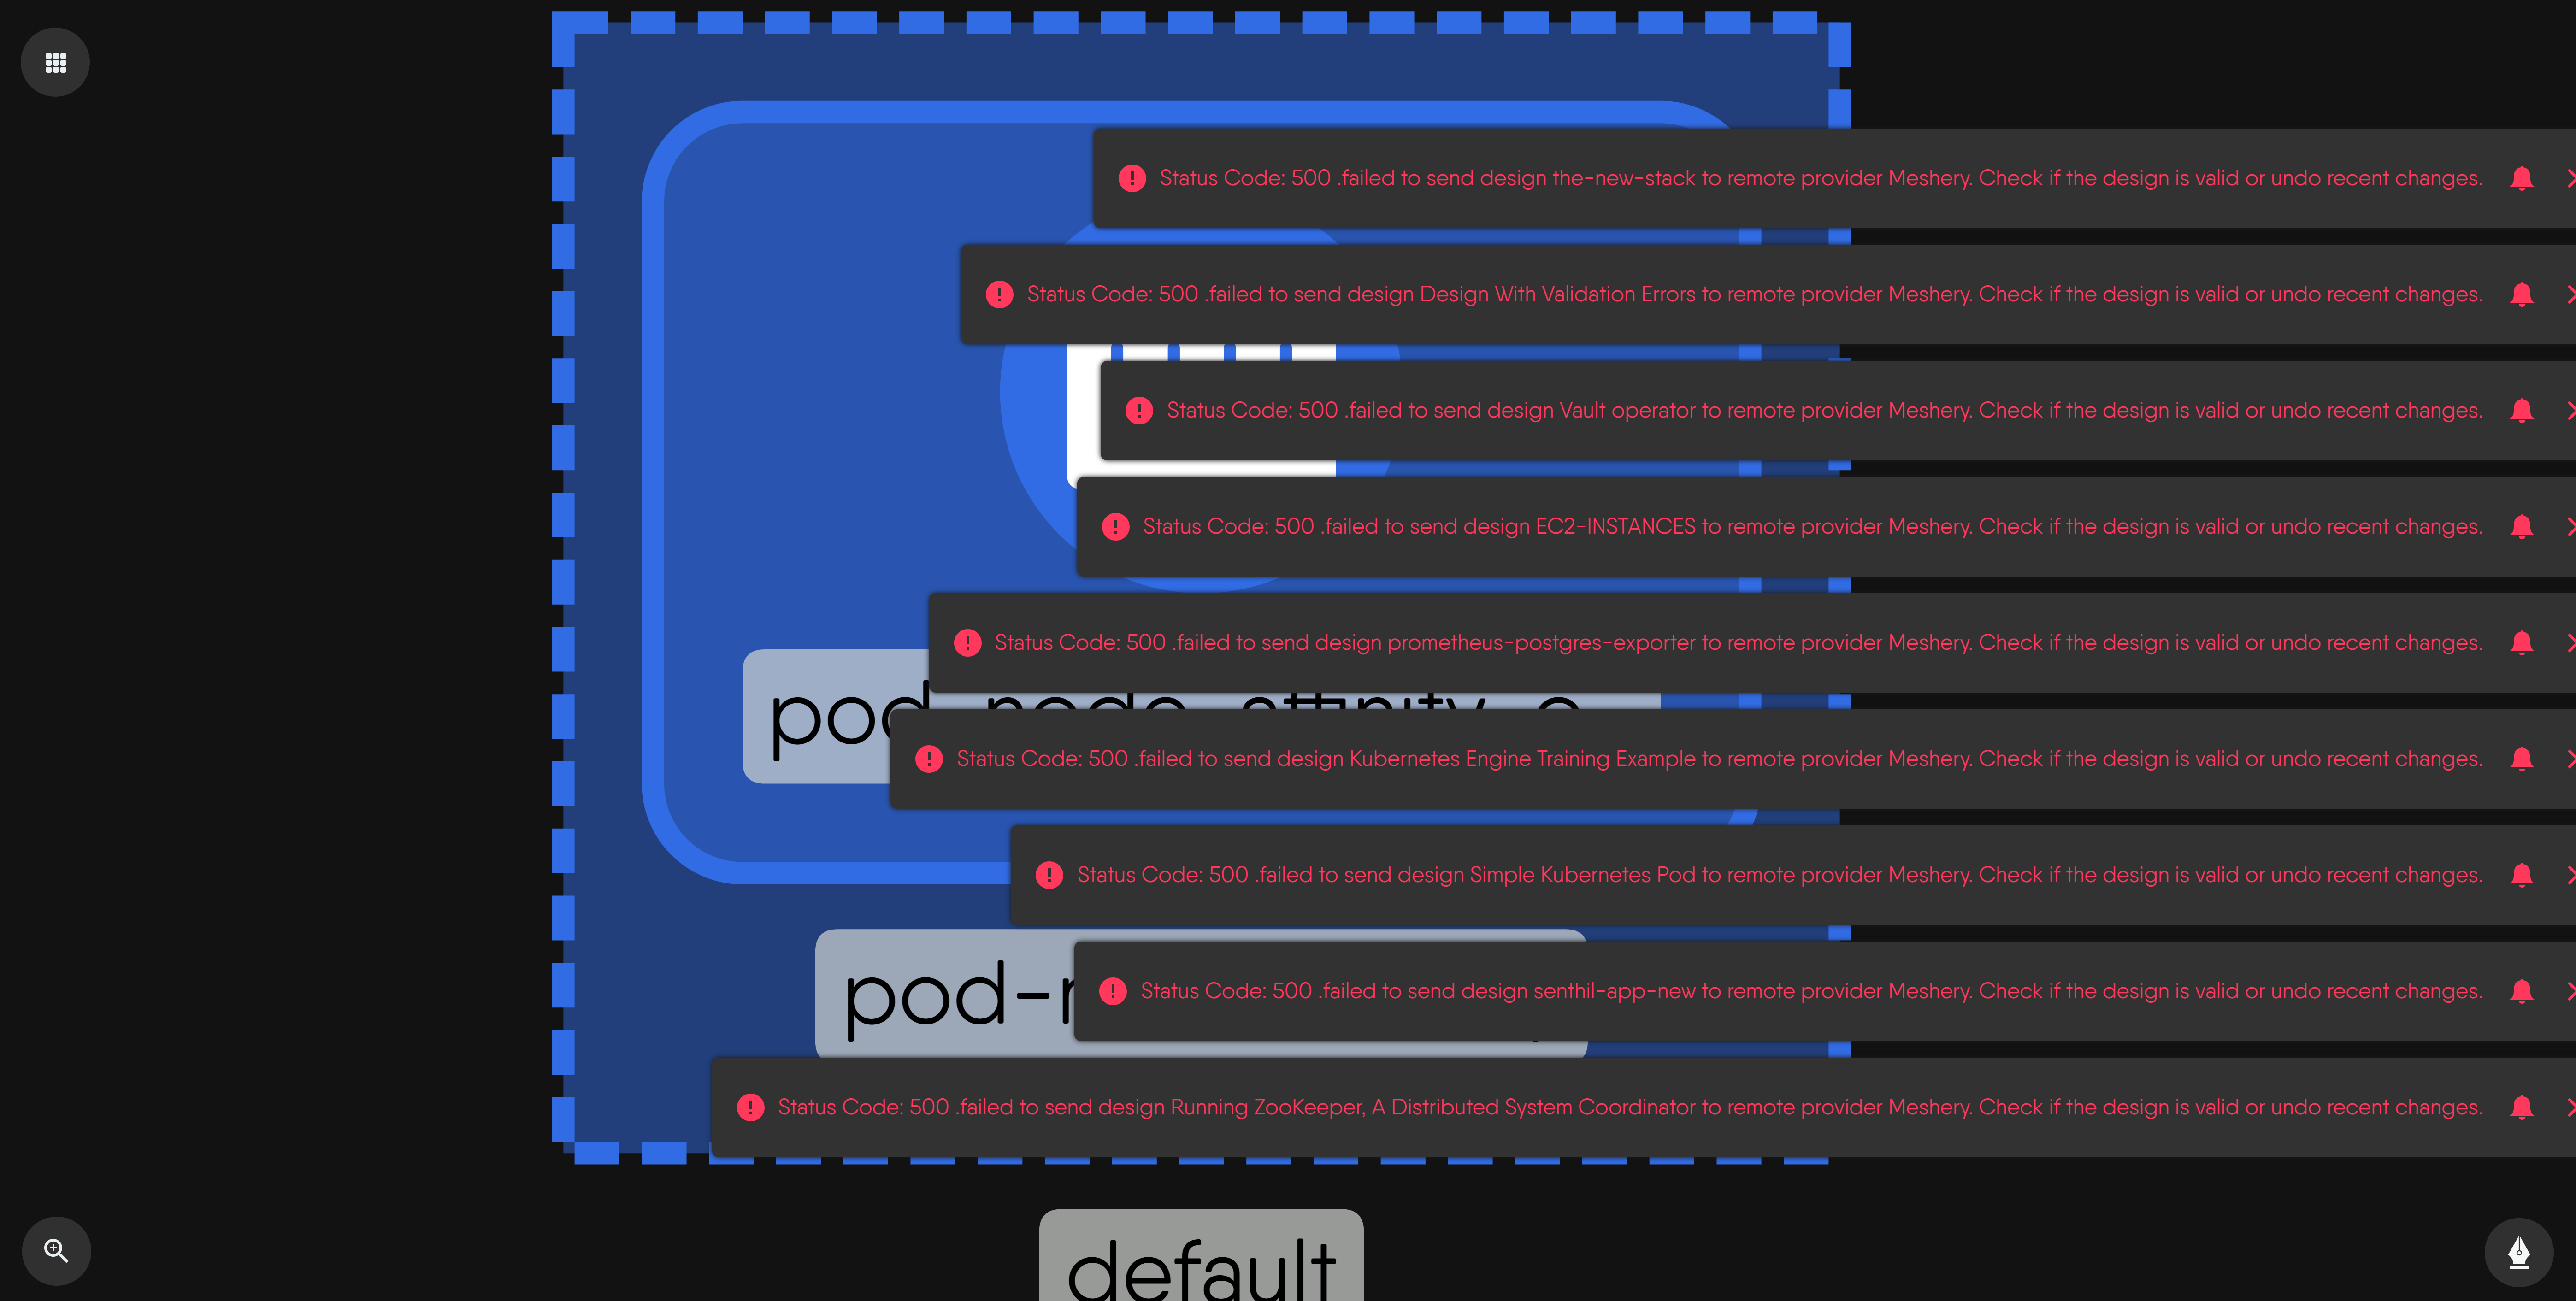 Status Code: 500 .failed to send design the-new-stack to remote provider Meshery. Check if the design is valid or undo recent changes.
Status Code: 500 .failed to send design Design With Validation Errors to remote provider Meshery. Check if the design is valid or undo recent changes.
Status Code: 500 .failed to send design Vault operator to remote provider Meshery. Check if the design is valid or undo recent changes.
Status Code: 500 .failed to send design EC2-INSTANCES to remote provider Meshery. Check if the design is valid or undo recent changes.
Status Code: 500 .failed to send design prometheus-postgres-exporter to remote provider Meshery. Check if the design is valid or undo recent changes.
Status Code: 500 .failed to send design Kubernetes Engine Training Example to remote provider Meshery. Check if the design is valid or undo recent changes.
Status Code: 500 .failed to send design Simple Kubernetes Pod to remote provider Meshery. Check if the design is valid or undo recent changes.
Status Code: 500 .failed to send design senthil-app-new to remote provider Meshery. Check if the design is valid or undo recent changes.
Status Code: 500 .failed to send design Running ZooKeeper, A Distributed System Coordinator to remote provider Meshery. Check if the design is valid or undo recent changes.
default